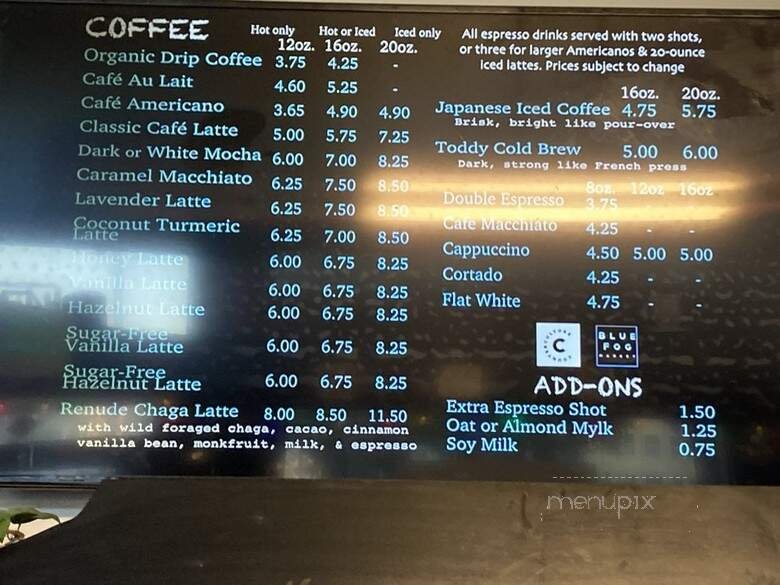 COFFEE
Hot only Hot or Iced Iced only
12oz. 16oz. 20oz.
Organic Drip Coffee 3.75 4.25 -
Café Au Lait 4.60 5.25 -
Café Americano 3.65 4.90 4.90
Classic Café Latte 5.00 5.75 7.25
Dark or White Mocha 6.00 7.00 8.25
Caramel Macchiato 6.25 7.50 8.50
Lavender Latte 6.25 7.50 8.50
Coconut Turmeric
Latte 6.25 7.00 8.50
Honey Latte 6.00 6.75 8.25
Vanilla Latte 6.00 6.75 8.25
Hazelnut Latte 6.00 6.75 8.25
Sugar-Free
Vanilla Latte 6.00 6.75 8.25
Sugar-Free
Hazelnut Latte 6.00 6.75 8.25
Renude Chaga Latte 8.00 8.50 11.50
with wild foraged chaga, cacao, cinnamon
vanilla bean, monkfruit, milk, & espresso
All espresso drinks served with two shots,
or three for larger Americanos & 20-ounce
iced lattes. Prices subject to change
16oz. 20oz.
Japanese Iced Coffee 4.75 5.75
Brisk, bright like pour-over
Toddy Cold Brew 5.00 6.00
Dark, strong like French press
8oz. 12oz 16oz
Double Espresso 3.75
Café Macchiato 4.25 - -
Cappuccino 4.50 5.00 5.00
Cortado 4.25 - -
Flat White 4.75 - -
C
BLUE
FOG
MARKET
ADD-ONS
Extra Espresso Shot 1.50
Oat or Almond Mylk 1.25
Soy Milk 0.75
menupix